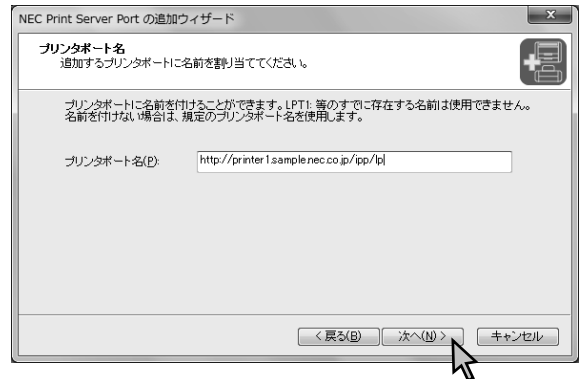 NEC Print Server Port の追加ウィザード
プリンタポート名
追加するプリンタポートに名前を割り当ててください。
プリンタポートに名前を付けることができます。LPT1: 等のすでに存在する名前は使用できません。
名前を付けない場合は、規定のプリンタポート名を使用します。
プリンタポート名(P): http://printer1.sample.nec.co.jp/ipp/lp
< 戻る(B) 次へ(N) > キャンセル